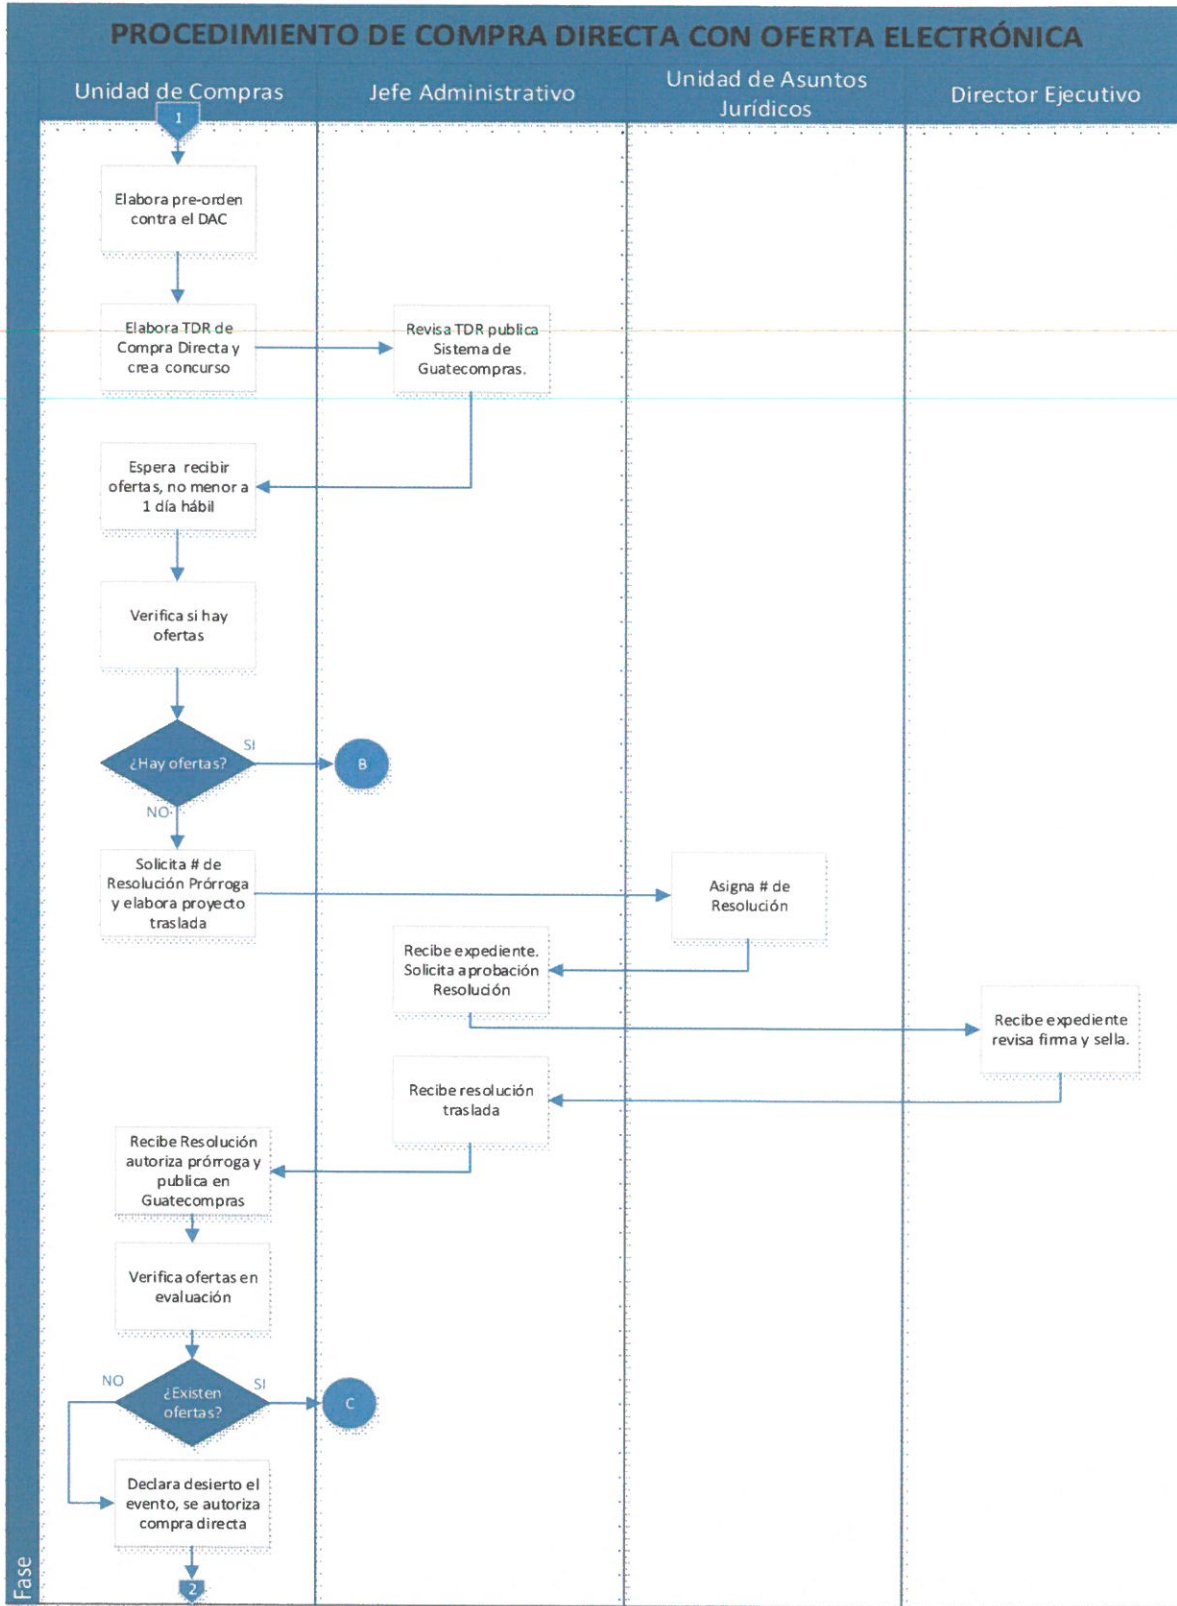 PROCEDIMIENTO DE COMPRA DIRECTA CON OFERTA ELECTRÓNICA
Unidad de Compras
Jefe Administrativo
Unidad de Asuntos
Jurídicos
Director Ejecutivo
1
Elabora pre-orden
contra el DAC
Elabora TDR de
Compra Directa y
crea concurso
Revisa TDR publica
Sistema de
Guatecompras.
Espera recibir
ofertas, no menor a
1 día hábil
Verifica si hay
ofertas
¿Hay ofertas?
SI
B
NO
Solicita # de
Resolución Prórroga
y elabora proyecto
traslada
Asigna # de
Resolución
Recibe expediente.
Solicita aprobación
Resolución
Recibe expediente
revisa firma y sella.
Recibe resolución
traslada
Recibe Resolución
autoriza prórroga y
publica en
Guatecompras
Verifica ofertas en
evaluación
NO
¿Existen
ofertas?
SI
C
Declara desierto el
evento, se autoriza
compra directa
2
Fase